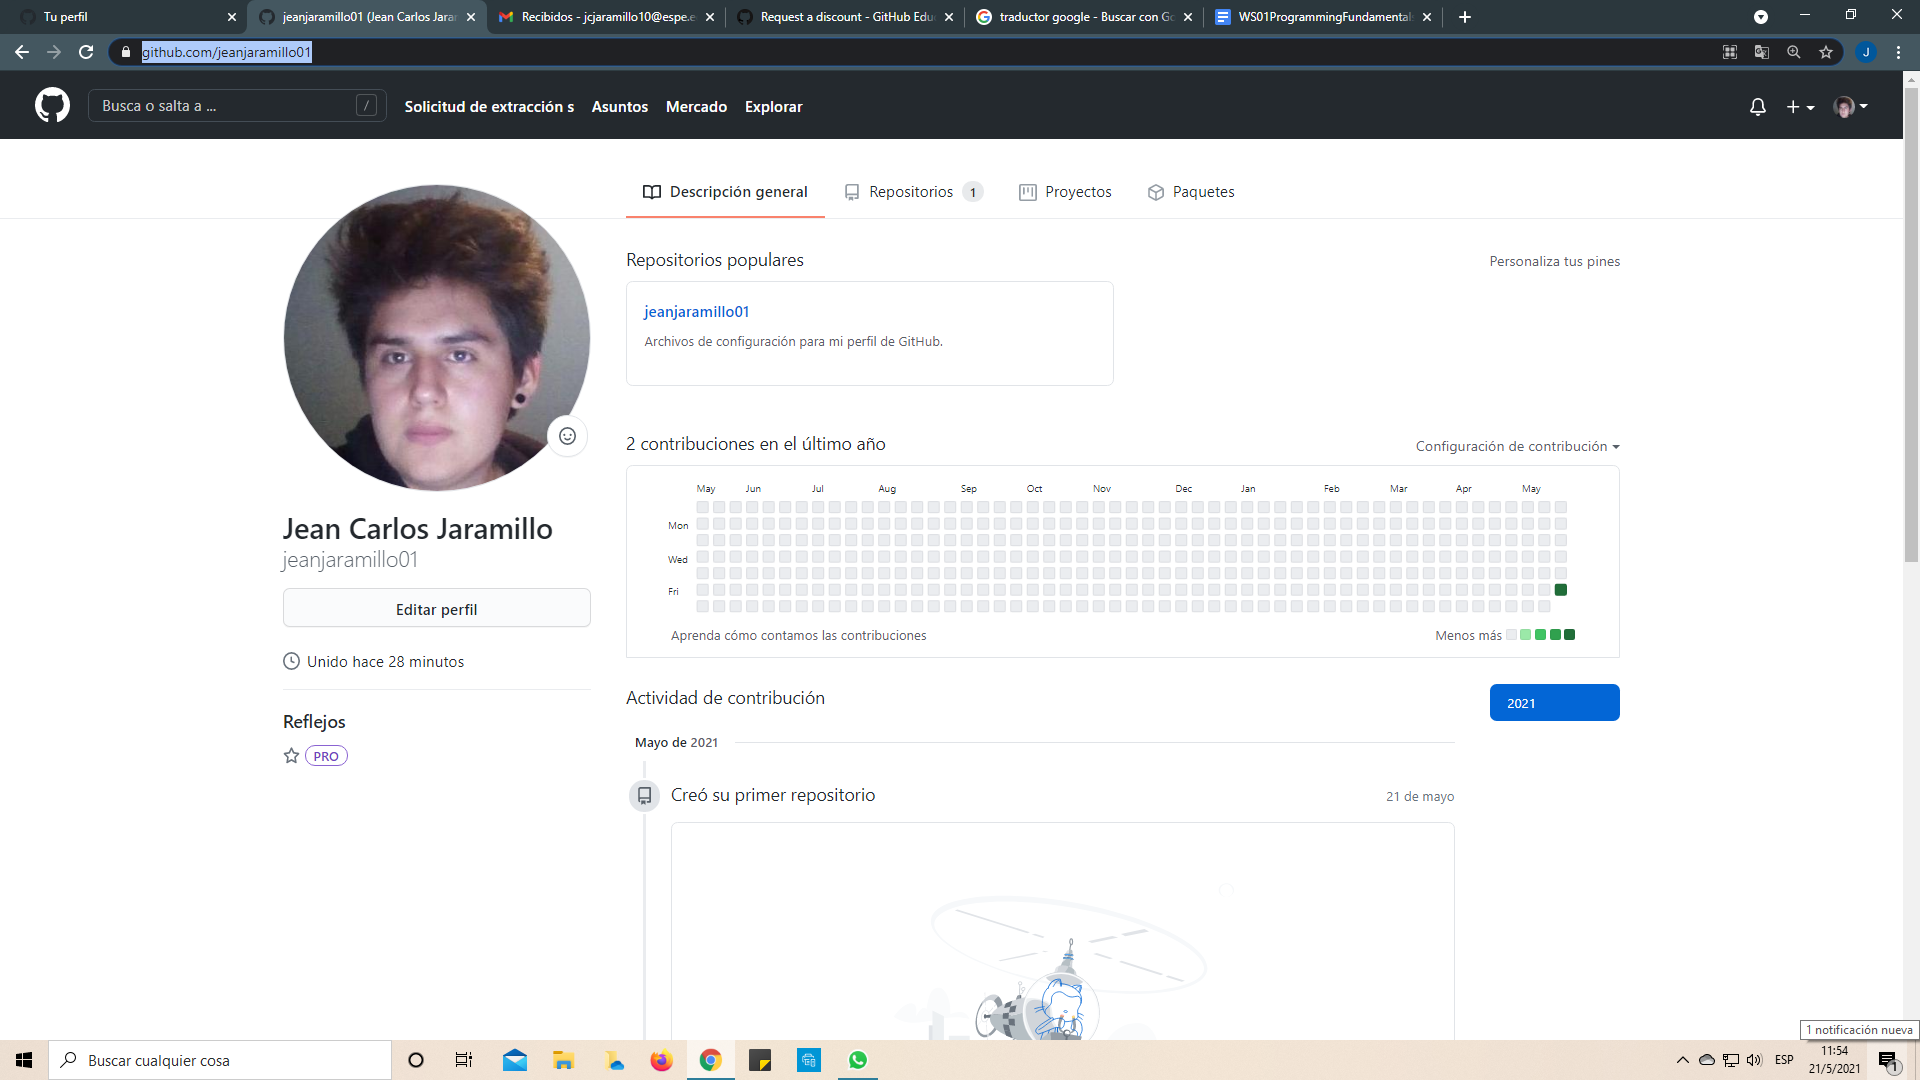 Tu perfil
jeanjaramillo01 (Jean Carlos Jara
Recibidos - jcjaramillo10@espe.e
Request a discount - GitHub Edu
traductor google - Buscar con Go
WS01ProgrammingFundamental
github.com/jeanjaramillo01
J
Busca o salta a ...
/
Solicitud de extracción s
Asuntos
Mercado
Explorar
Descripción general
Repositorios 1
Proyectos
Paquetes
Repositorios populares
Personaliza tus pines
jeanjaramillo01
Archivos de configuración para mi perfil de GitHub.
2 contribuciones en el último año
Configuración de contribución
May Jun Jul Aug Sep Oct Nov Dec Jan Feb Mar Apr May
Mon
Wed
Fri
Aprenda cómo contamos las contribuciones
Menos más
Jean Carlos Jaramillo
jeanjaramillo01
Editar perfil
Unido hace 28 minutos
Reflejos
PRO
Actividad de contribución
2021
Mayo de 2021
Creó su primer repositorio
21 de mayo
1 notificación nueva
Buscar cualquier cosa
ESP
11:54
21/5/2021
1